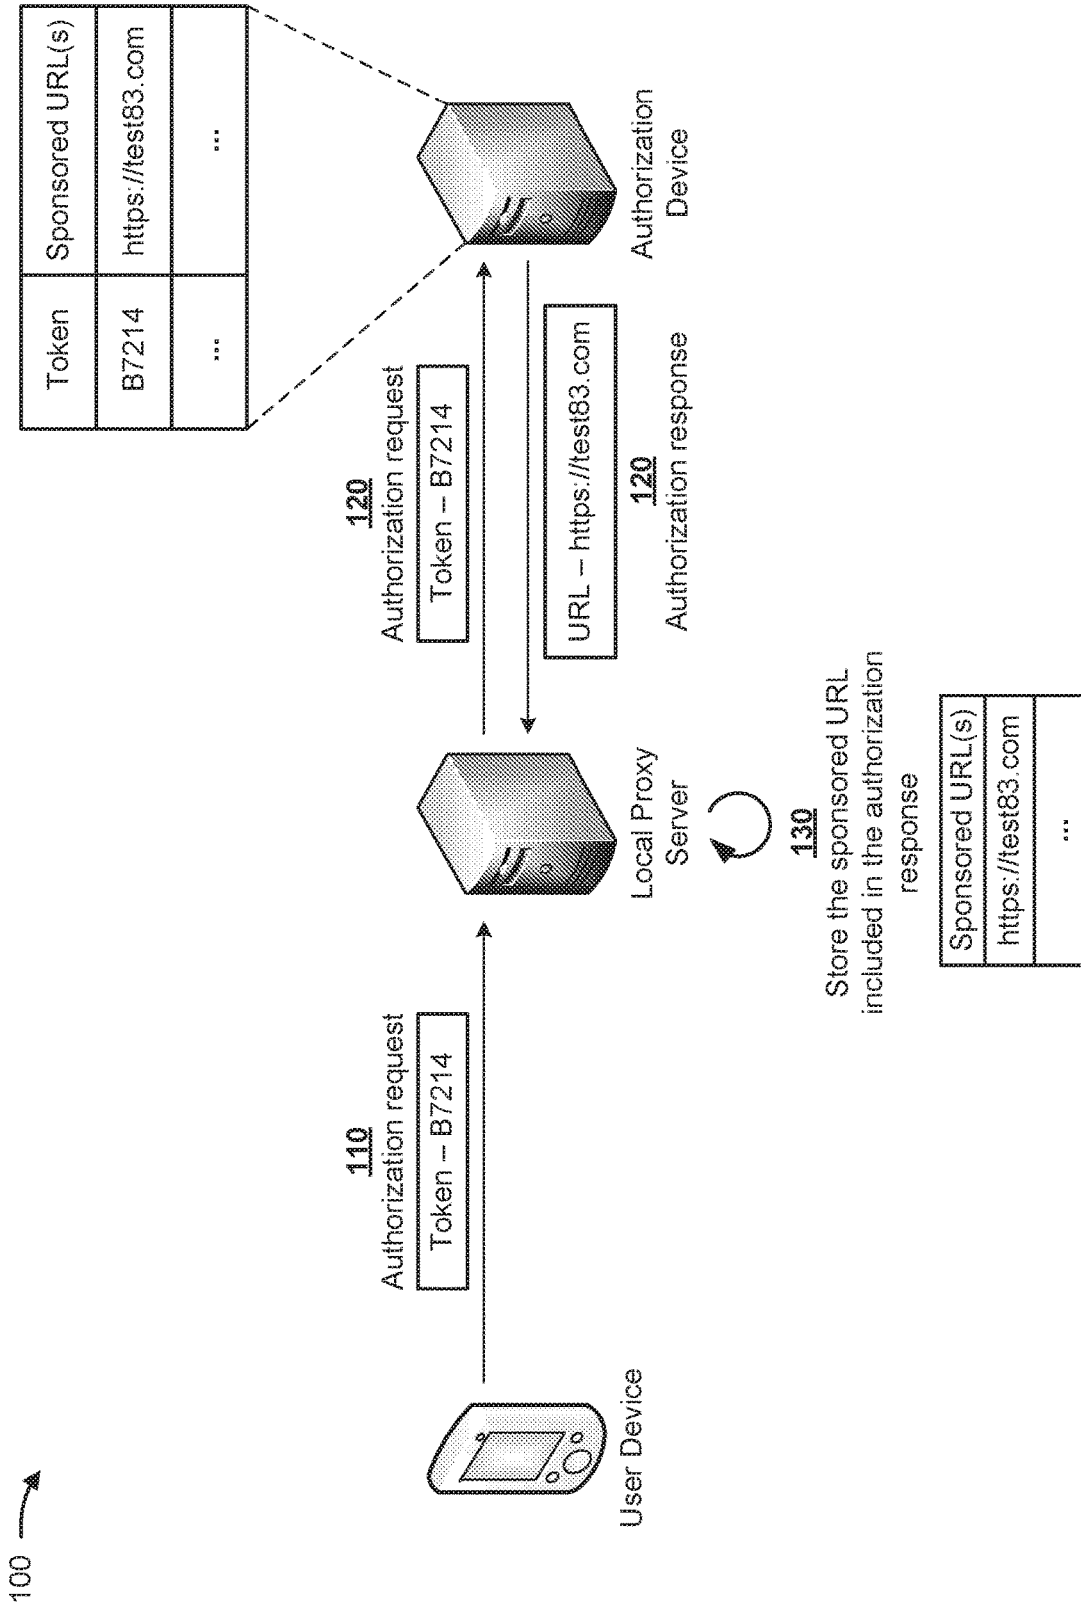 100
110
Authorization request
Token – B7214
User Device
120
Authorization request
Token – B7214
Local Proxy
Server
URL – https://test83.com
120
Authorization response
130
Store the sponsored URL
included in the authorization
response
Sponsored URL(s)
https://test83.com
...
Token Sponsored URL(s)
B7214 https://test83.com
... ...
Authorization
Device